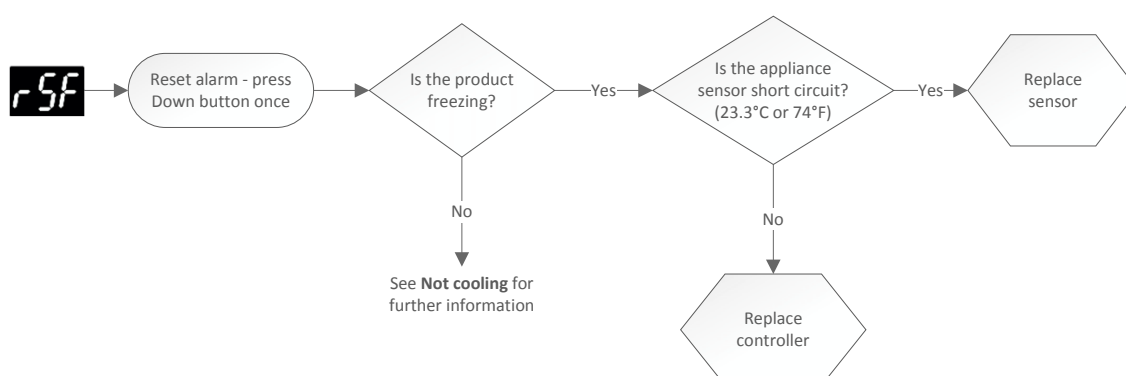 rSF
Reset alarm - press
Down button once
Is the product
freezing?
Yes
Is the appliance
sensor short circuit?
(23.3°C or 74°F)
Yes
Replace
sensor
No
See Not cooling for
further information
No
Replace
controller